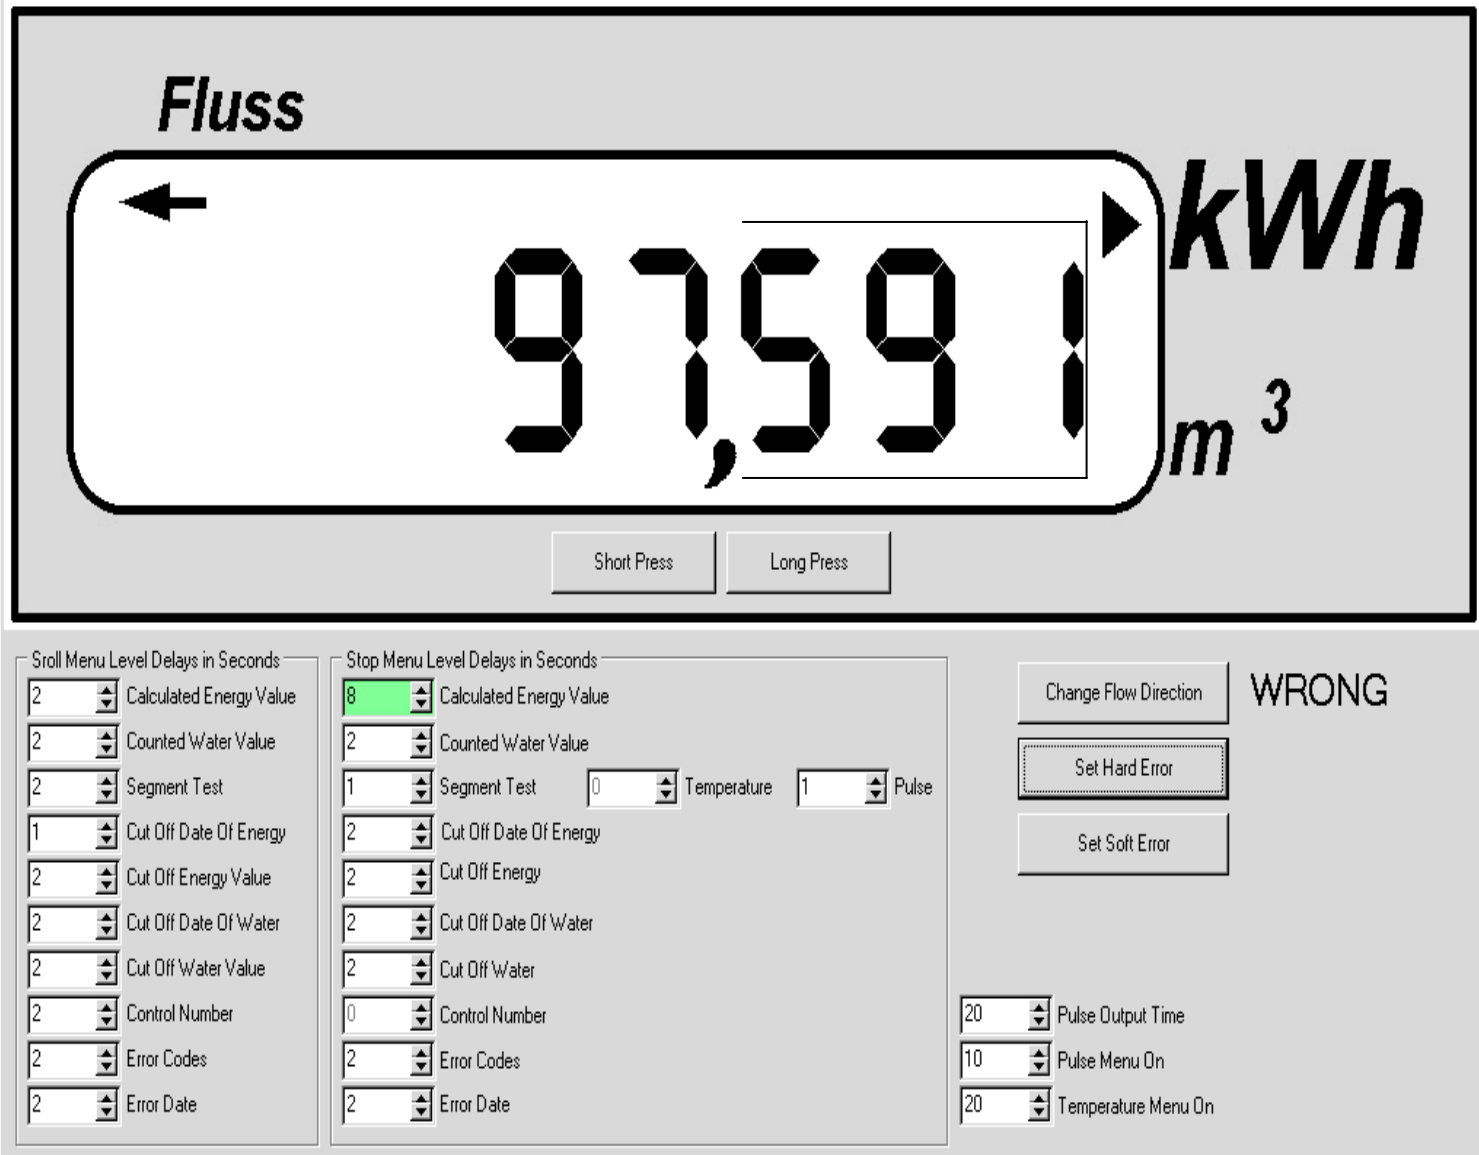 Fluss
kWh
97,591
m 3
Short Press Long Press
Sroll Menu Level Delays in Seconds
2 Calculated Energy Value
2 Counted Water Value
2 Segment Test
1 Cut Off Date Of Energy
2 Cut Off Energy Value
2 Cut Off Date Of Water
2 Cut Off Water Value
2 Control Number
2 Error Codes
2 Error Date
Stop Menu Level Delays in Seconds
8 Calculated Energy Value
2 Counted Water Value
1 Segment Test 0 Temperature 1 Pulse
2 Cut Off Date Of Energy
2 Cut Off Energy
2 Cut Off Date Of Water
2 Cut Off Water
0 Control Number
2 Error Codes
2 Error Date
Change Flow Direction WRONG
Set Hard Error
Set Soft Error
20 Pulse Output Time
10 Pulse Menu On
20 Temperature Menu On